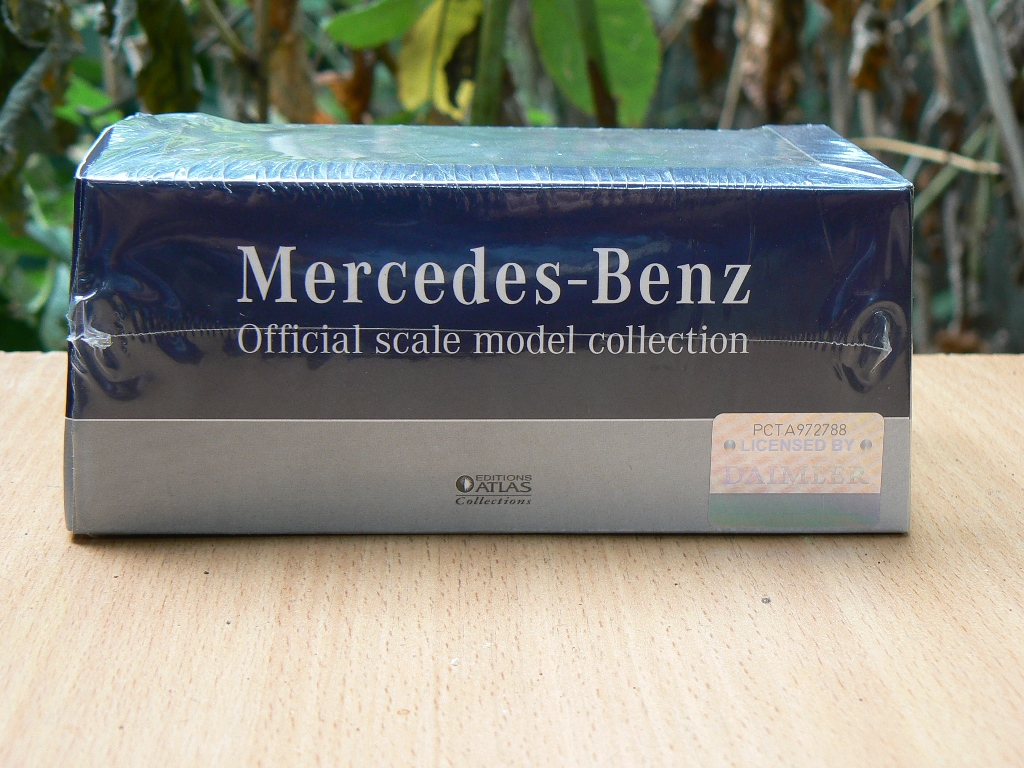 Mercedes-Benz
Official scale model collection
PCTA972788
LICENSED BY
DAIMLER
EDITIONS
ATLAS
Collections